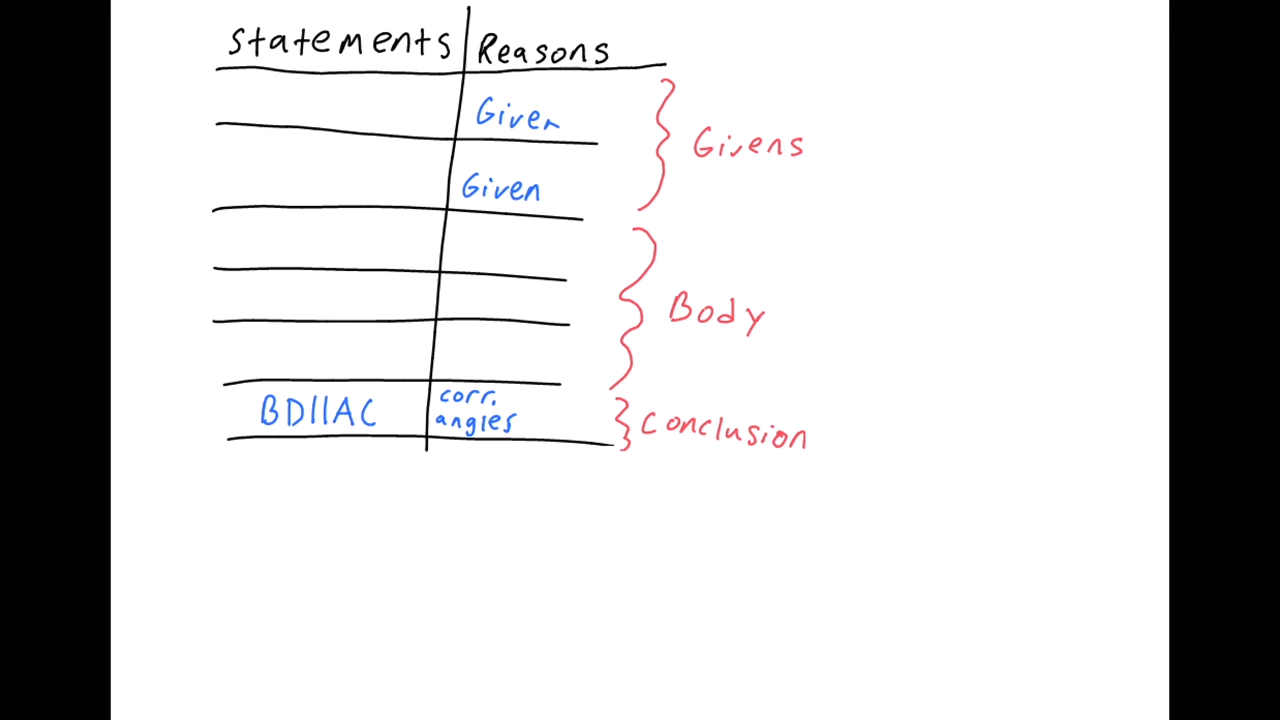 Statements Reasons
Given
Givens
Given
Body
BD||AC
corr.
angles
Conclusion